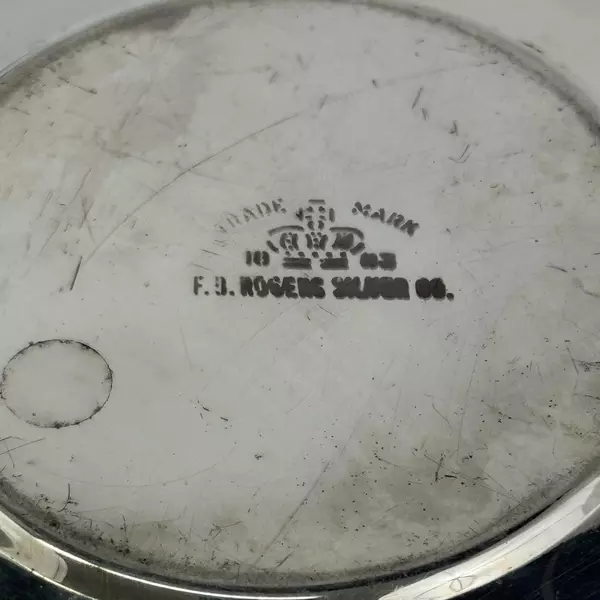 TRADE MARK
F. B. ROGERS SILVER CO.